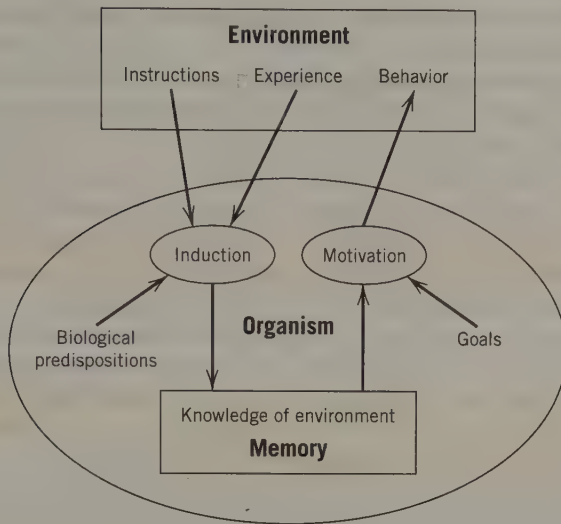 Environment
Instructions Experience Behavior
Induction Motivation
Biological
predispositions
Organism
Goals
Knowledge of environment
Memory